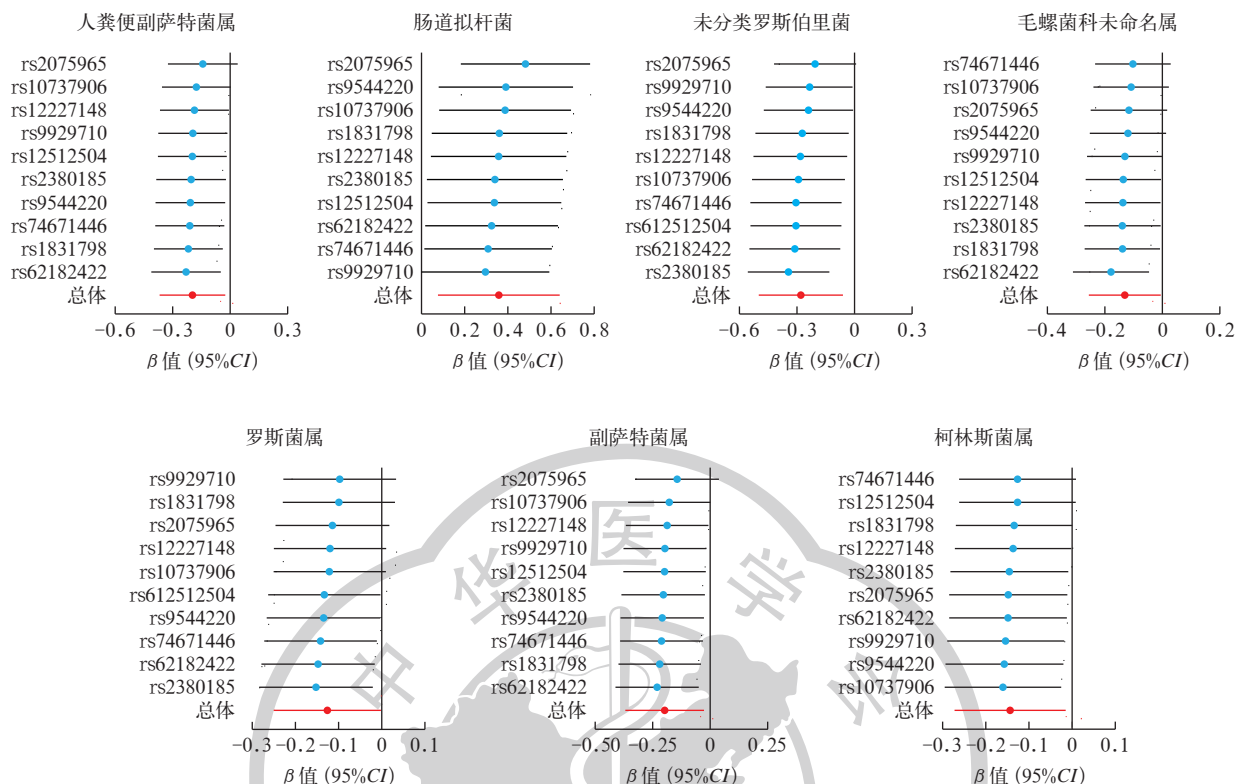 人粪便副萨特菌属
rs2075965
rs10737906
rs12227148
rs9929710
rs12512504
rs2380185
rs9544220
rs74671446
rs1831798
rs62182422
总体
−0.6 −0.3 0 0.3
β 值 (95%CI)
肠道拟杆菌
rs2075965
rs9544220
rs10737906
rs1831798
rs12227148
rs2380185
rs12512504
rs62182422
rs74671446
rs9929710
总体
0 0.2 0.4 0.6 0.8
β 值 (95%CI)
未分类罗斯伯里菌
rs2075965
rs9929710
rs9544220
rs1831798
rs12227148
rs10737906
rs74671446
rs612512504
rs62182422
rs2380185
总体
−0.6 −0.3 0 0.3
β 值 (95%CI)
毛螺菌科未命名属
rs74671446
rs10737906
rs2075965
rs9544220
rs9929710
rs12512504
rs12227148
rs2380185
rs1831798
rs62182422
总体
−0.4 −0.2 0 0.2
β 值 (95%CI)
罗斯菌属
rs9929710
rs1831798
rs2075965
rs12227148
rs10737906
rs612512504
rs9544220
rs74671446
rs62182422
rs2380185
总体
−0.3 −0.1 −0.1 0 0.1
β 值 (95%CI)
副萨特菌属
rs2075965
rs10737906
rs12227148
rs9929710
rs12512504
rs2380185
rs9544220
rs74671446
rs1831798
rs62182422
总体
−0.50 −0.25 0 0.25
β 值 (95%CI)
柯林斯菌属
rs74671446
rs12512504
rs1831798
rs12227148
rs2380185
rs2075965
rs62182422
rs9929710
rs9544220
rs10737906
总体
−0.3 −0.2 −0.1 0 0.1
β 值 (95%CI)
中华医学会